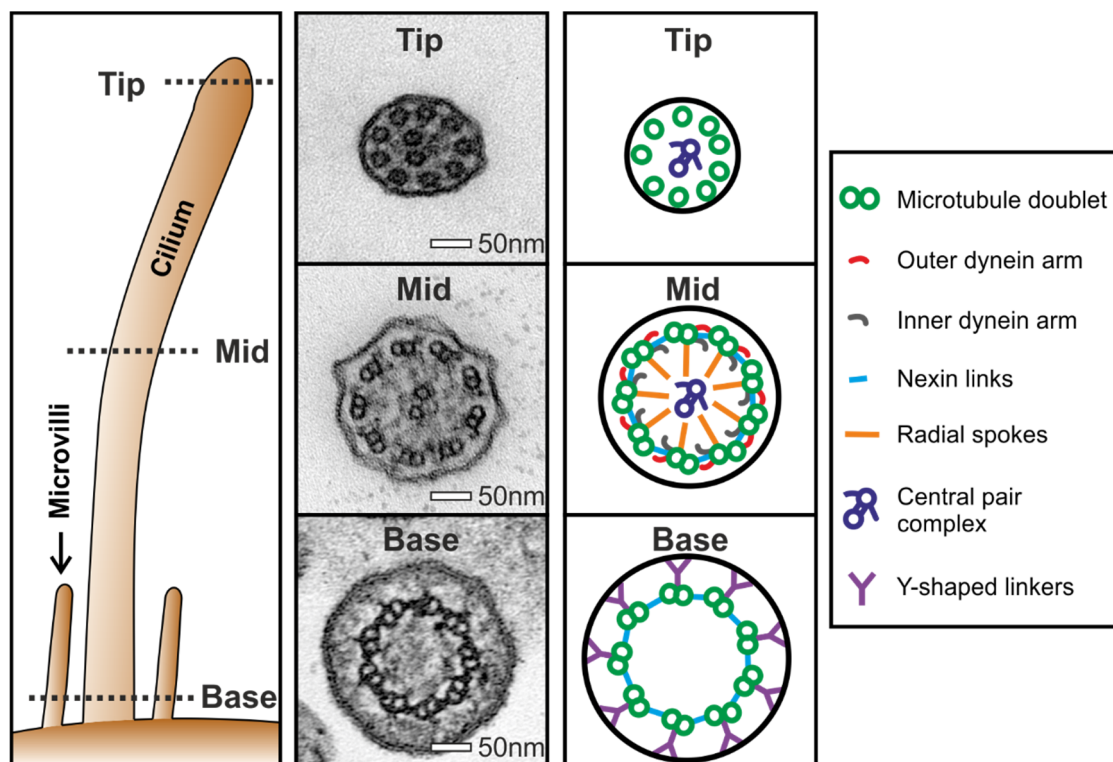 Tip
Cilium
Mid
Microvilli
Base
Tip
50nm
Mid
50nm
Base
50nm
Tip
Mid
Base
Microtubule doublet
Outer dynein arm
Inner dynein arm
Nexin links
Radial spokes
Central pair
complex
Y-shaped linkers